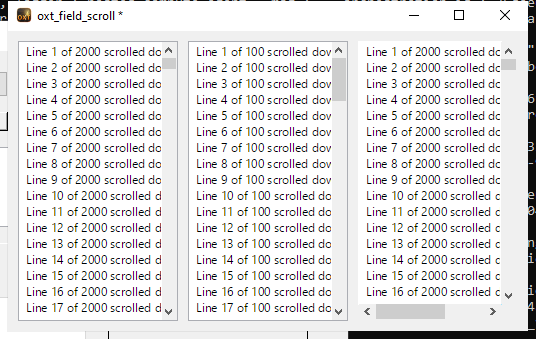 oxt oxt_field_scroll *
Line 1 of 2000 scrolled do
Line 2 of 2000 scrolled do
Line 3 of 2000 scrolled do
Line 4 of 2000 scrolled do
Line 5 of 2000 scrolled do
Line 6 of 2000 scrolled do
Line 7 of 2000 scrolled do
Line 8 of 2000 scrolled do
Line 9 of 2000 scrolled do
Line 10 of 2000 scrolled d
Line 11 of 2000 scrolled d
Line 12 of 2000 scrolled d
Line 13 of 2000 scrolled d
Line 14 of 2000 scrolled d
Line 15 of 2000 scrolled d
Line 16 of 2000 scrolled d
Line 17 of 2000 scrolled d
Line 1 of 100 scrolled dow
Line 2 of 100 scrolled dow
Line 3 of 100 scrolled dow
Line 4 of 100 scrolled dow
Line 5 of 100 scrolled dow
Line 6 of 100 scrolled dow
Line 7 of 100 scrolled dow
Line 8 of 100 scrolled dow
Line 9 of 100 scrolled dow
Line 10 of 100 scrolled do
Line 11 of 100 scrolled do
Line 12 of 100 scrolled do
Line 13 of 100 scrolled do
Line 14 of 100 scrolled do
Line 15 of 100 scrolled do
Line 16 of 100 scrolled do
Line 17 of 100 scrolled do
Line 1 of 2000 scrolled do
Line 2 of 2000 scrolled do
Line 3 of 2000 scrolled do
Line 4 of 2000 scrolled do
Line 5 of 2000 scrolled do
Line 6 of 2000 scrolled do
Line 7 of 2000 scrolled do
Line 8 of 2000 scrolled do
Line 9 of 2000 scrolled do
Line 10 of 2000 scrolled d
Line 11 of 2000 scrolled d
Line 12 of 2000 scrolled d
Line 13 of 2000 scrolled d
Line 14 of 2000 scrolled d
Line 15 of 2000 scrolled d
Line 16 of 2000 scrolled d